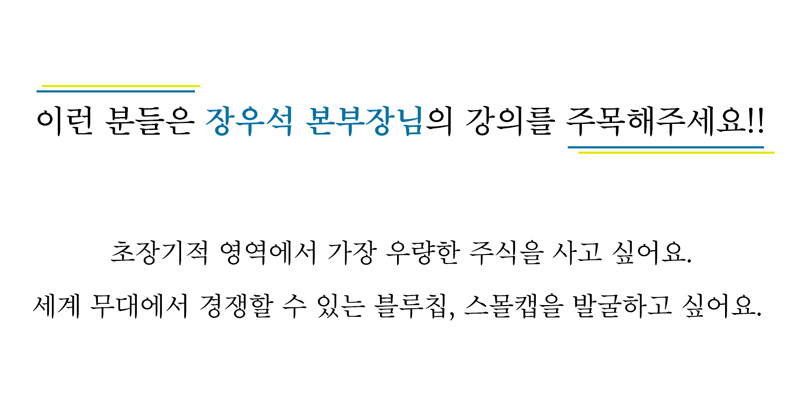 이런 분들은 장우석 본부장님의 강의를 주목해주세요!!
초장기적 영역에서 가장 우량한 주식을 사고 싶어요.
세계 무대에서 경쟁할 수 있는 블루칩, 스몰캡을 발굴하고 싶어요.